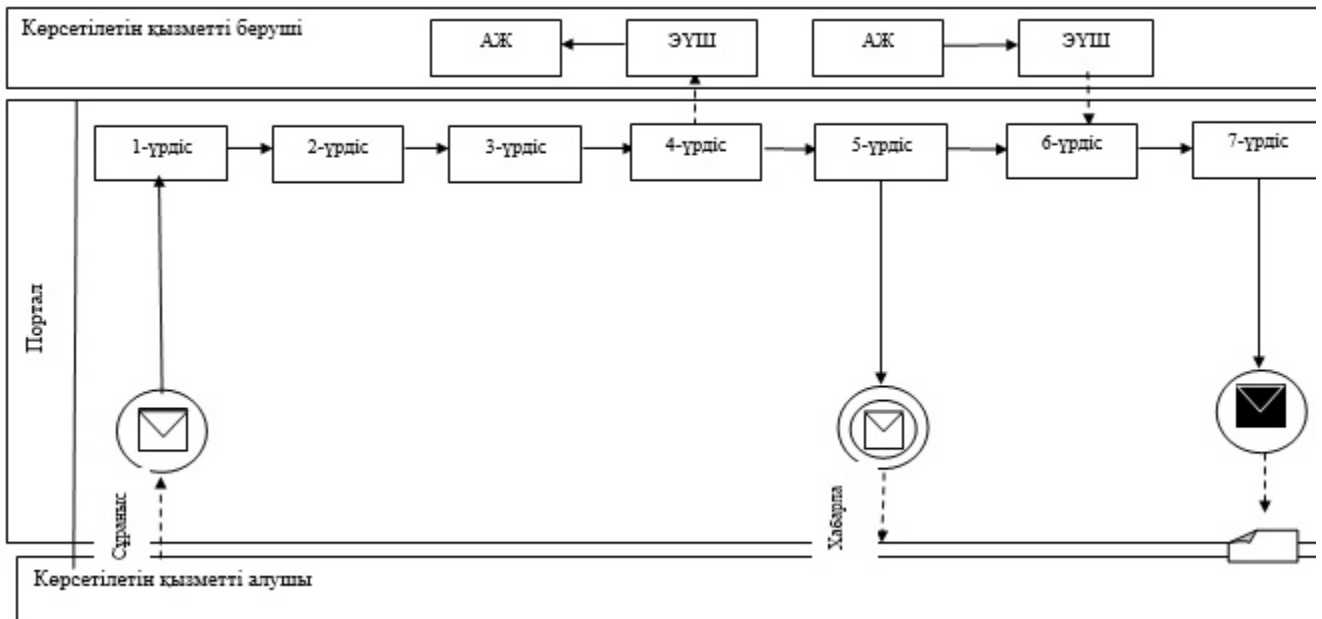 Көрсетілетін қызметті беруші
АЖ
ЭҮШ
АЖ
ЭҮШ
1-үрдіс
2-үрдіс
3-үрдіс
4-үрдіс
5-үрдіс
6-үрдіс
7-үрдіс
Портал
Сұраныс
Хабарла
Көрсетілетін қызметті алушы